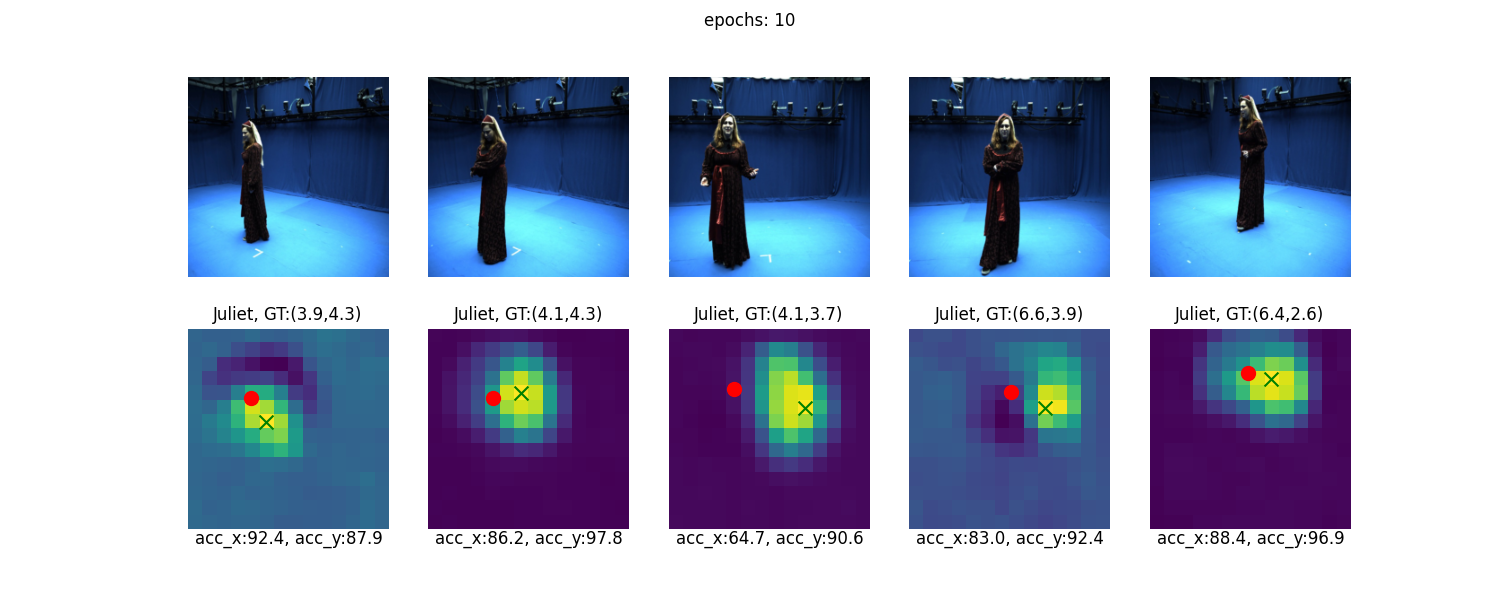 epochs: 10
Juliet, GT:(3.9,4.3)
Juliet, GT:(4.1,4.3)
Juliet, GT:(4.1,3.7)
Juliet, GT:(6.6,3.9)
Juliet, GT:(6.4,2.6)
acc_x:92.4, acc_y:87.9
acc_x:86.2, acc_y:97.8
acc_x:64.7, acc_y:90.6
acc_x:83.0, acc_y:92.4
acc_x:88.4, acc_y:96.9